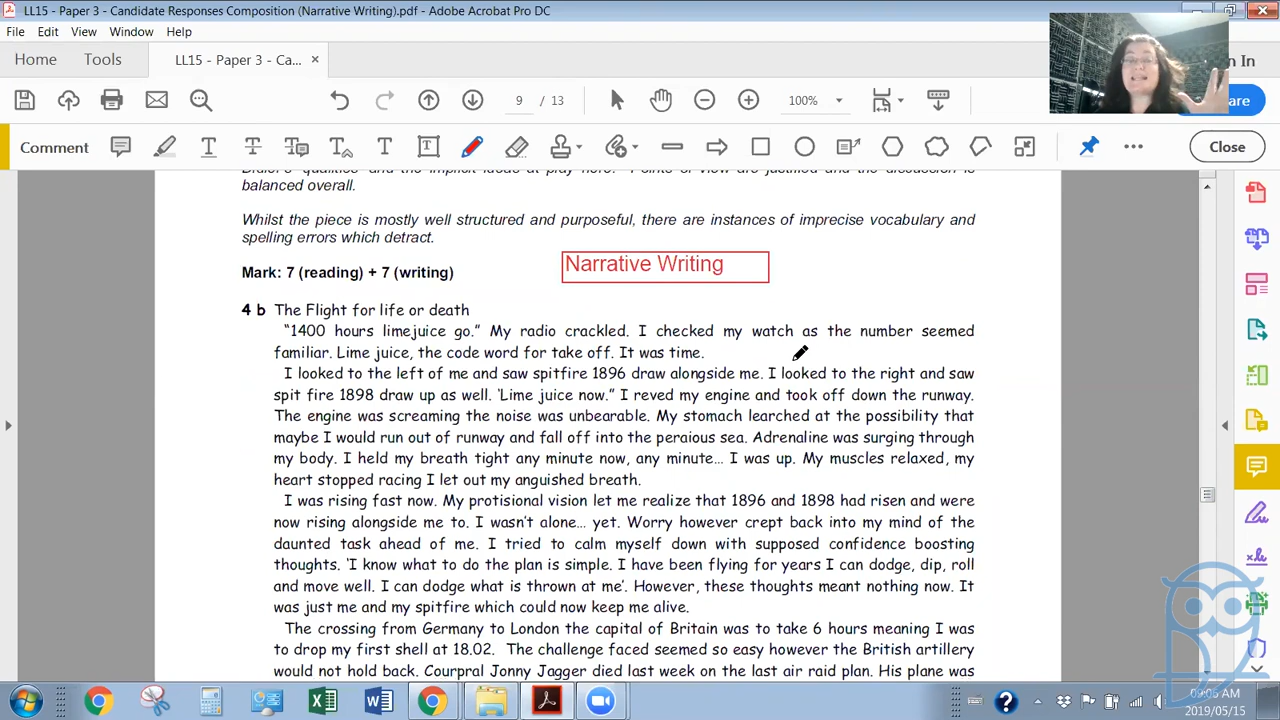 LL15 - Paper 3 - Candidate Responses Composition (Narrative Writing).pdf - Adobe Acrobat Pro DC
File Edit View Window Help
Home Tools LL15 - Paper 3 - Ca... × In
9 / 13 100% are
Comment Close
balanced overall.
Whilst the piece is mostly well structured and purposeful, there are instances of imprecise vocabulary and
spelling errors which detract.
Mark: 7 (reading) + 7 (writing) Narrative Writing
4 b The Flight for life or death
“1400 hours limejuice go.” My radio crackled. I checked my watch as the number seemed
familiar. Lime juice, the code word for take off. It was time.
I looked to the left of me and saw spitfire 1896 draw alongside me. I looked to the right and saw
spit fire 1898 draw up as well. ‘Lime juice now.” I reved my engine and took off down the runway.
The engine was screaming the noise was unbearable. My stomach learched at the possibility that
maybe I would run out of runway and fall off into the peraious sea. Adrenaline was surging through
my body. I held my breath tight any minute now, any minute... I was up. My muscles relaxed, my
heart stopped racing I let out my anguished breath.
I was rising fast now. My protitional vision let me realize that 1896 and 1898 had risen and were
now rising alongside me to. I wasn’t alone... yet. Worry however crept back into my mind of the
daunted task ahead of me. I tried to calm myself down with supposed confidence boosting
thoughts. ‘I know what to do the plan is simple. I have been flying for years I can dodge, dip, roll
and move well. I can dodge what is thrown at me’. However, these thoughts meant nothing now. It
was just me and my spitfire which could now keep me alive.
The crossing from Germany to London the capital of Britain was to take 6 hours meaning I was
to drop my first shell at 18.02. The challenge faced seemed so easy however the British artillery
would not hold back. Courpral Jonny Jagger died last week on the last air raid plan. His plane was
09:05 AM
2019/05/15